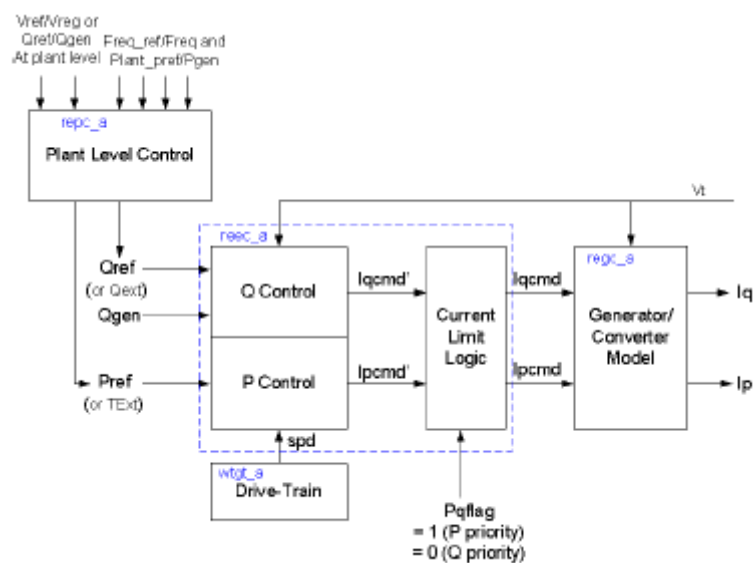 Vref/Vreg or
Qref/Qgen
At plant level
Freq_ref/Freq and
Plant_pref/Pgen
repc_a
Plant Level Control
Vt
reec_a
regc_a
Qref
(or Qext)
Qgen
Q Control
Iqcmd'
Current
Limit
Logic
Iqcmd
Generator/
Converter
Model
Iq
Pref
(or TExt)
P Control
Ipcmd'
Ipcmd
Ip
spd
wtgt_a
Drive-Train
Pqflag
= 1 (P priority)
= 0 (Q priority)